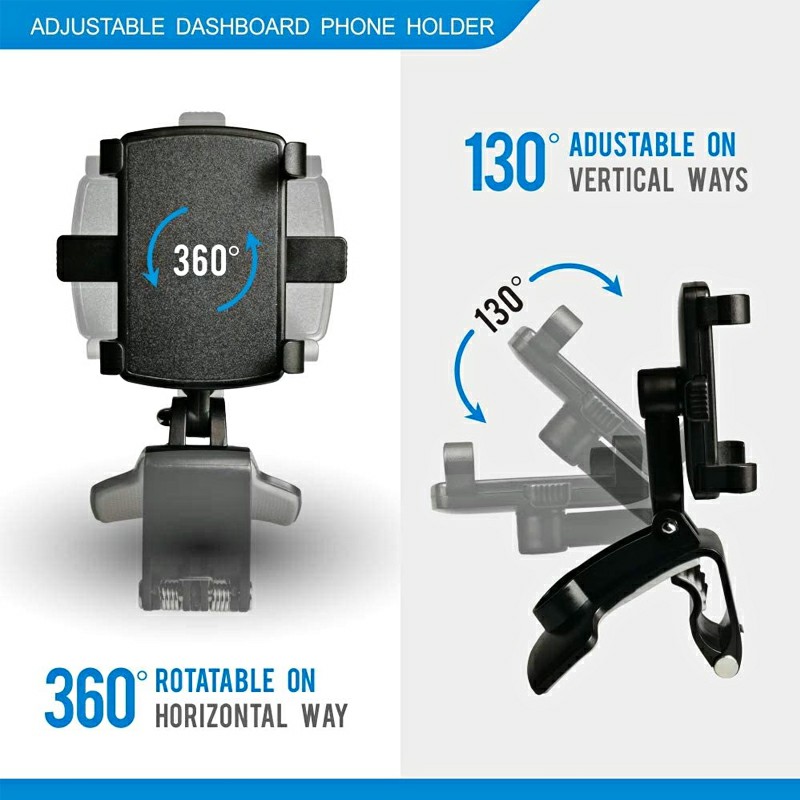 ADJUSTABLE DASHBOARD PHONE HOLDER
360°
360° ROTATABLE ON
HORIZONTAL WAY
130° ADUSTABLE ON
VERTICAL WAYS
130°